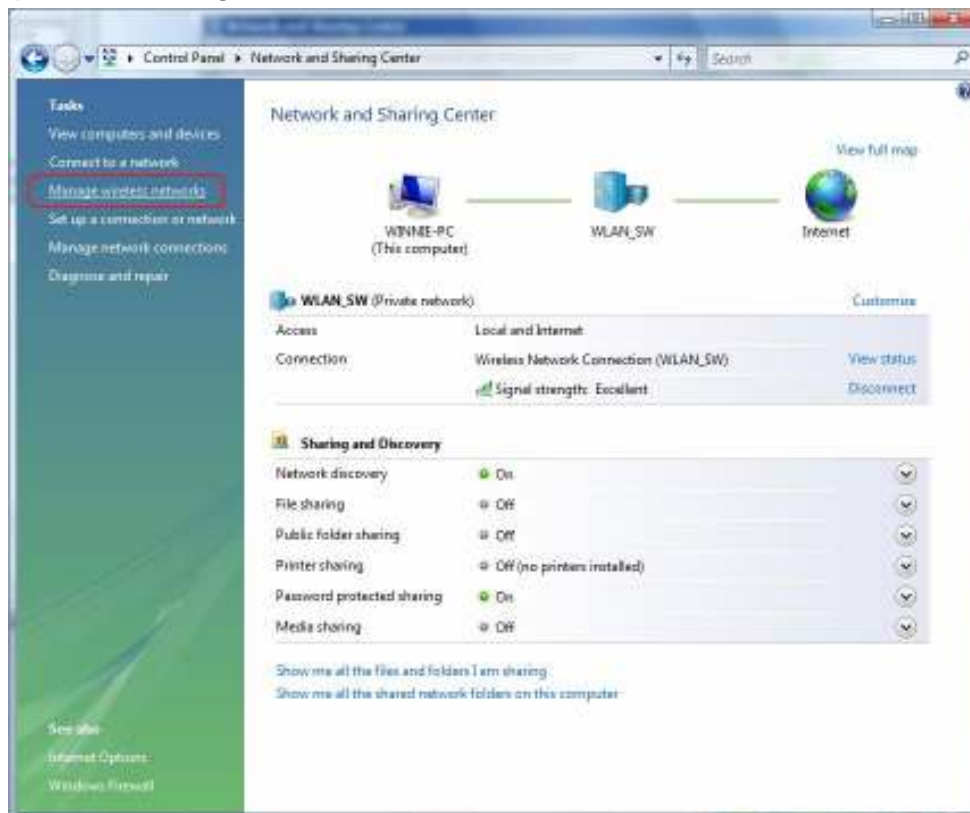 Control Panel ▸ Network and Sharing Center
Search
Tasks
View computers and devices
Connect to a network
Manage wireless networks
Set up a connection or network
Manage network connections
Diagnose and repair
See also
Internet Options
Windows Firewall
Network and Sharing Center
View full map
WINNIE-PC
(This computer)
WLAN_SW
Internet
WLAN_SW (Private network)
Customize
Access Local and Internet
Connection Wireless Network Connection (WLAN_SW) View status
Signal strength: Excellent Disconnect
Sharing and Discovery
Network discovery On
File sharing Off
Public folder sharing Off
Printer sharing Off (no printers installed)
Password protected sharing On
Media sharing Off
Show me all the files and folders I am sharing
Show me all the shared network folders on this computer